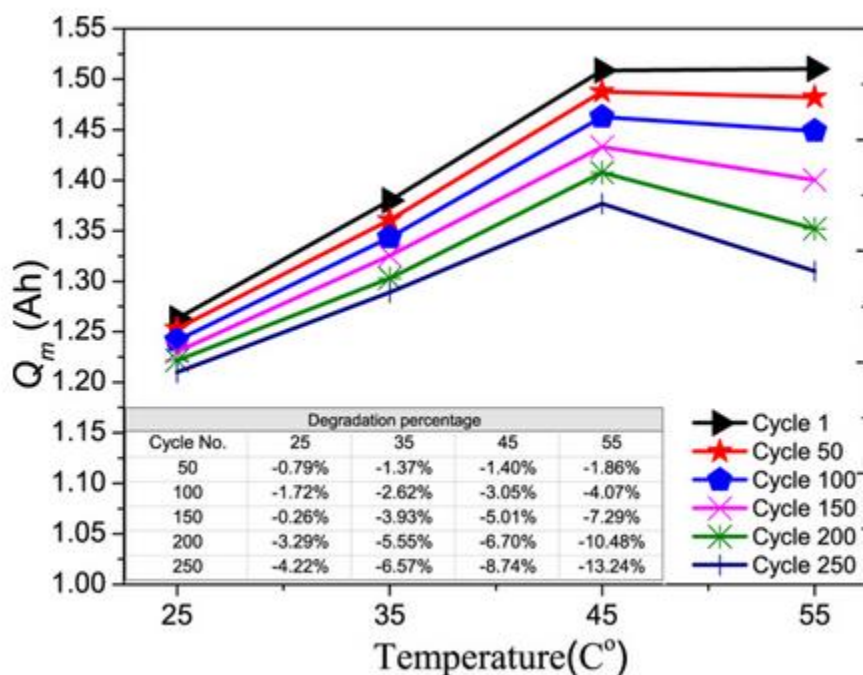 1.55
1.50
1.45
1.40
1.35
1.30
1.25
1.20
1.15
1.10
1.05
1.00
Qm (Ah)
Degradation percentage
Cycle No. 25 35 45 55
50 -0.79% -1.37% -1.40% -1.86%
100 -1.72% -2.62% -3.05% -4.07%
150 -0.26% -3.93% -5.01% -7.29%
200 -3.29% -5.55% -6.70% -10.48%
250 -4.22% -6.57% -8.74% -13.24%
Cycle 1
Cycle 50
Cycle 100
Cycle 150
Cycle 200
Cycle 250
25 35 45 55
Temperature(Cº)